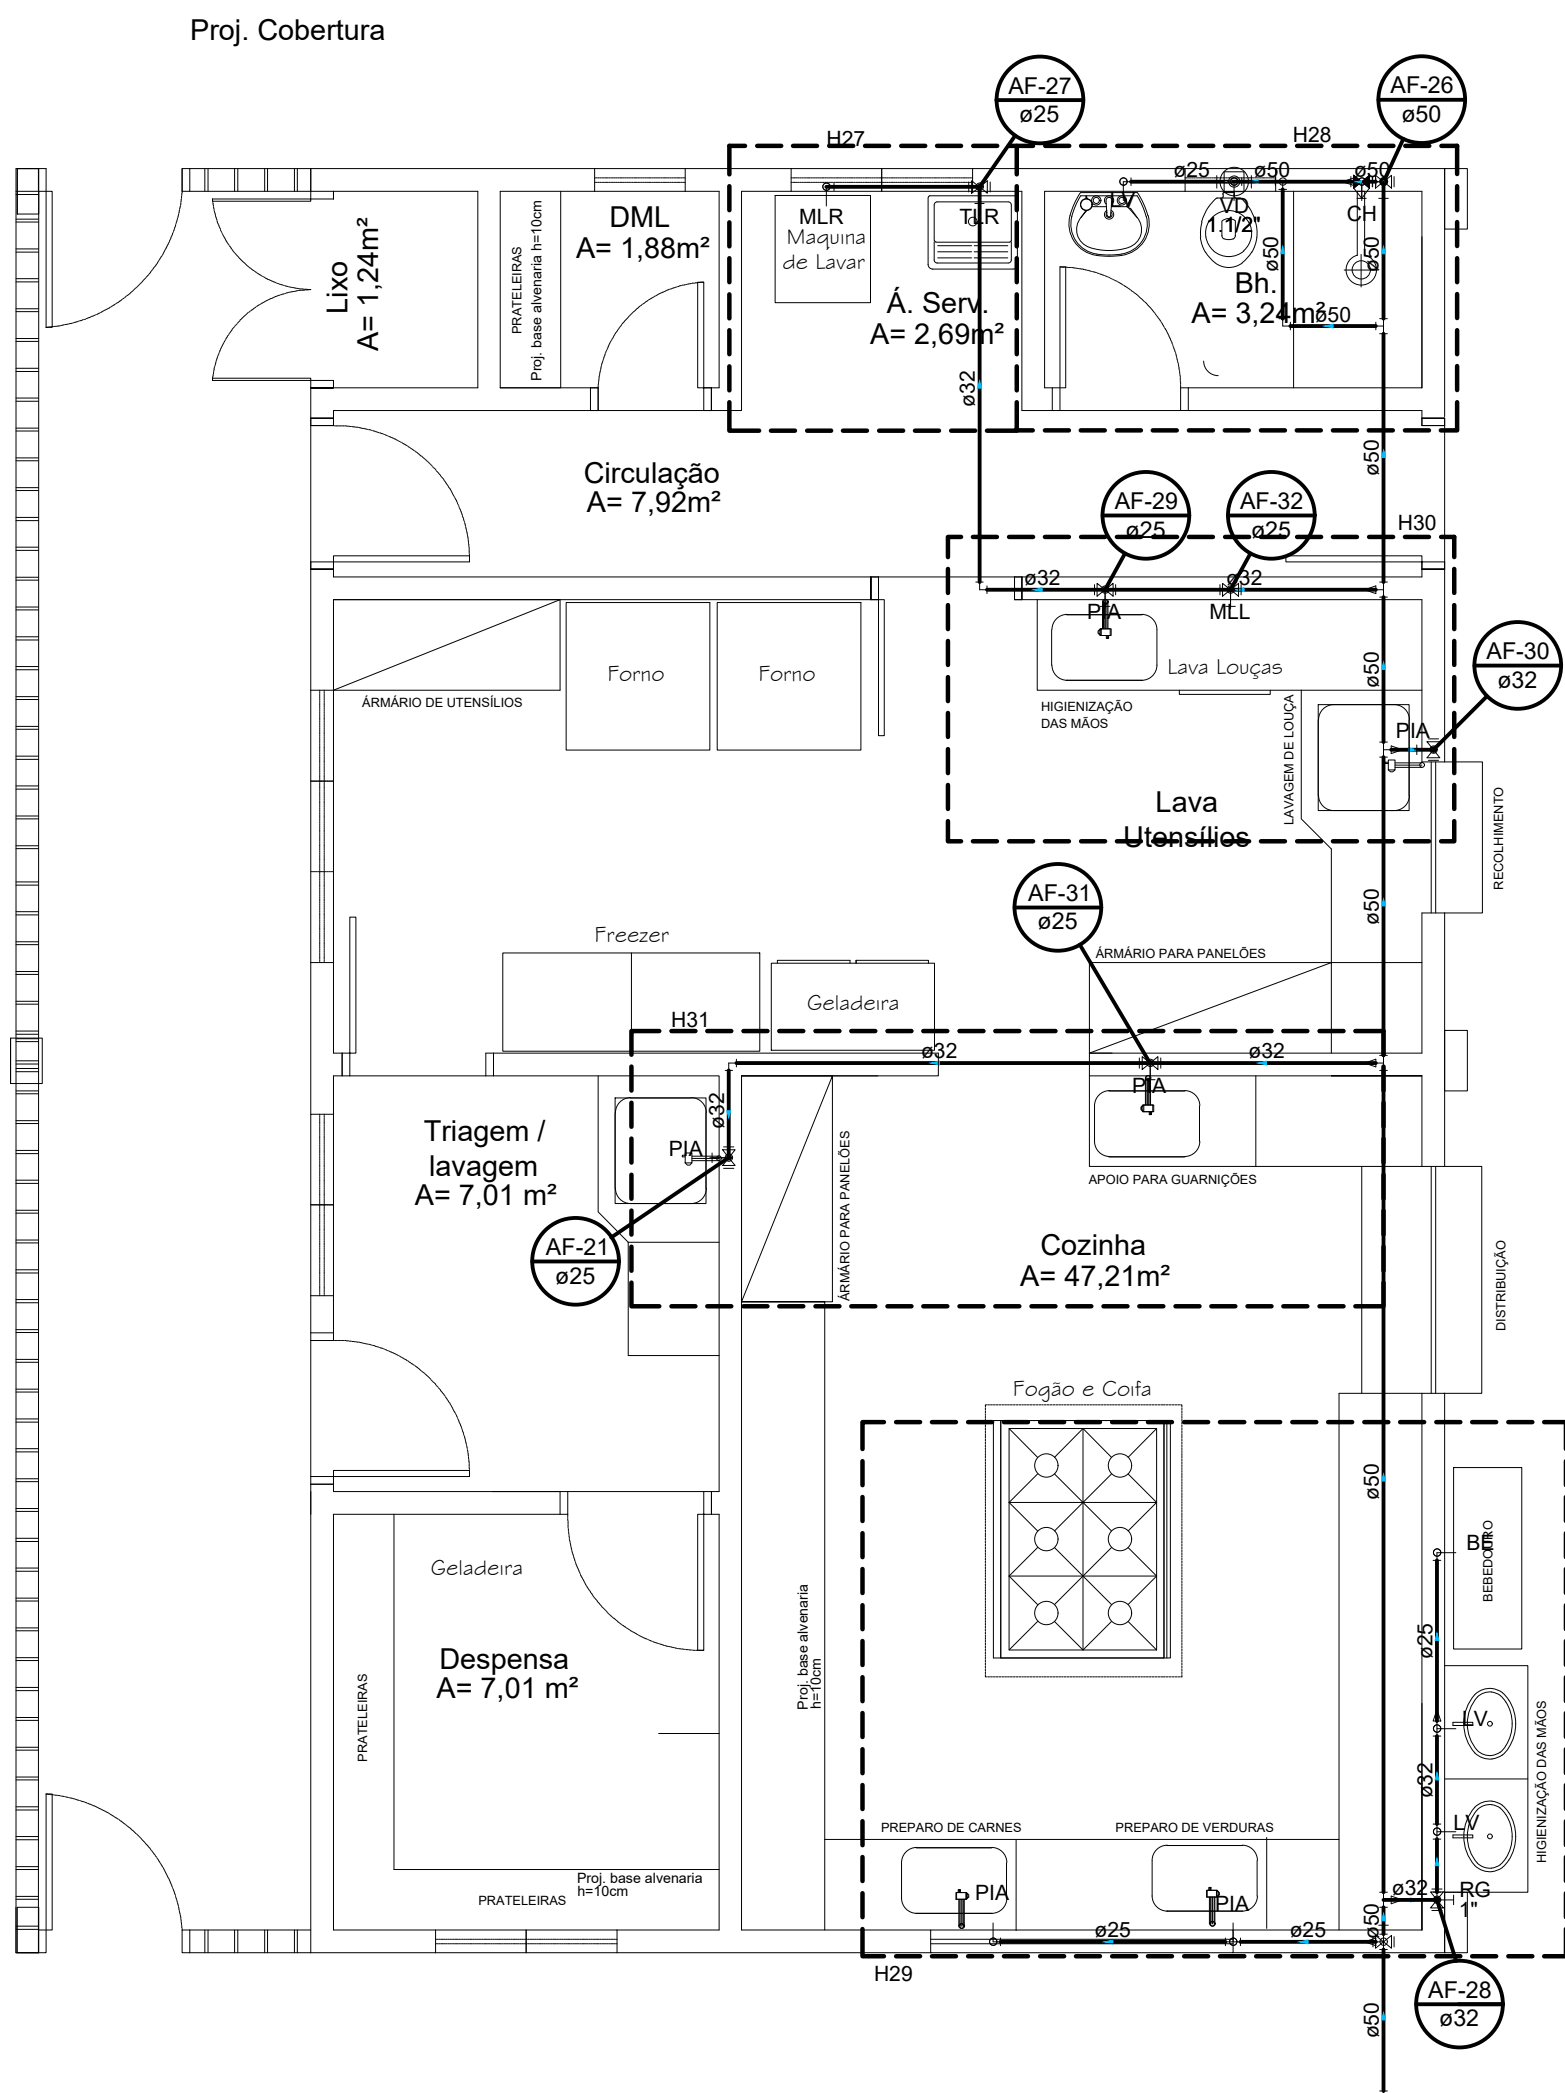 Proj. Cobertura
AF-27
ø25
AF-26
ø50
H27
H28
ø25
ø50
ø50
LV
VD
1.1/2"
CH
MLR
TLR
Maquina
de Lavar
DML
A= 1,88m²
PRATELEIRAS
Proj. base alvenaria h=10cm
Lixo
A= 1,24m²
Á. Serv.
A= 2,69m²
Bh.
A= 3,24m²
ø50
ø50
ø50
ø32
Circulação
A= 7,92m²
ø50
AF-29
ø25
AF-32
ø25
H30
ø32
ø32
PIA
MLL
Forno
Forno
Lava Louças
ø50
AF-30
ø32
ÁRMÁRIO DE UTENSÍLIOS
HIGIENIZAÇÃO
DAS MÃOS
LAVAGEM DE LOUÇA
PIA
Lava
Utensílios
RECOLHIMENTO
AF-31
ø25
ø50
Freezer
ÁRMÁRIO PARA PANELÕES
Geladeira
H31
ø32
ø32
PIA
ø32
Triagem /
lavagem
A= 7,01 m²
PIA
ÁRMÁRIO PARA PANELÕES
APOIO PARA GUARNIÇÕES
AF-21
ø25
Cozinha
A= 47,21m²
DISTRIBUIÇÃO
Fogão e Coifa
ø50
BE
BEBEDOURO
Geladeira
Proj. base alvenaria
h=10cm
ø25
Despensa
A= 7,01 m²
PRATELEIRAS
LV
HIGIENIZAÇÃO DAS MÃOS
ø32
PREPARO DE CARNES
PREPARO DE VERDURAS
LV
Proj. base alvenaria
h=10cm
PRATELEIRAS
PIA
PIA
ø32
RG
1"
ø50
ø25
ø25
H29
AF-28
ø32
ø50